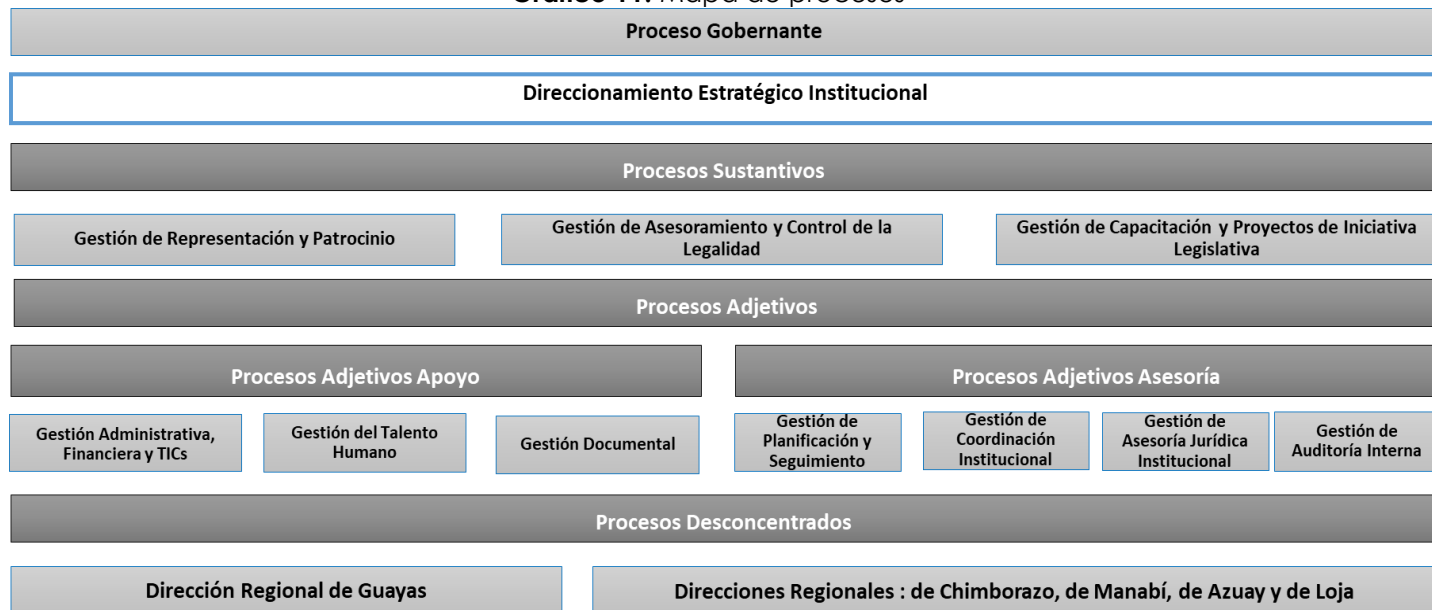 Mapa de procesos
Proceso Gobernante
Direccionamiento Estratégico Institucional
Procesos Sustantivos
Gestión de Representación y Patrocinio
Gestión de Asesoramiento y Control de la
Legalidad
Gestión de Capacitación y Proyectos de Iniciativa
Legislativa
Procesos Adjetivos
Procesos Adjetivos Apoyo
Procesos Adjetivos Asesoría
Gestión Administrativa,
Financiera y TICs
Gestión del Talento
Humano
Gestión Documental
Gestión de
Planificación y
Seguimiento
Gestión de
Coordinación
Institucional
Gestión de
Asesoría Jurídica
Institucional
Gestión de
Auditoría Interna
Procesos Desconcentrados
Dirección Regional de Guayas
Direcciones Regionales : de Chimborazo, de Manabí, de Azuay y de Loja